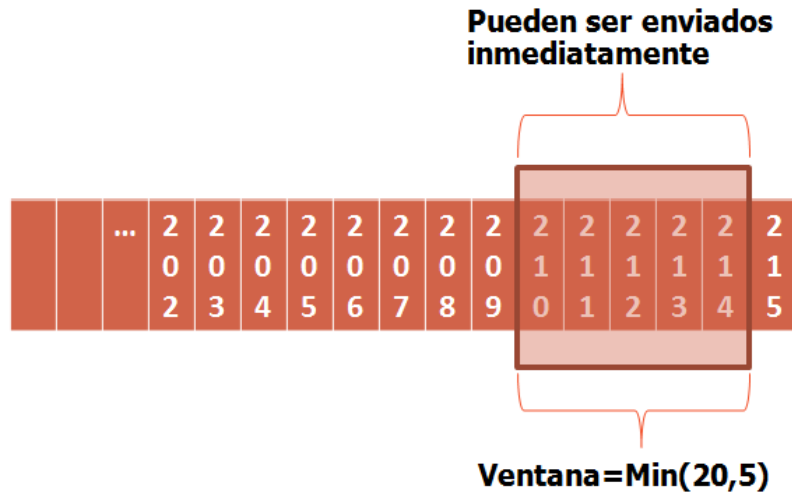 Pueden ser enviados
inmediatamente
... 202 203 204 205 206 207 208 209 210 211 212 213 214 215
Ventana=Min(20,5)